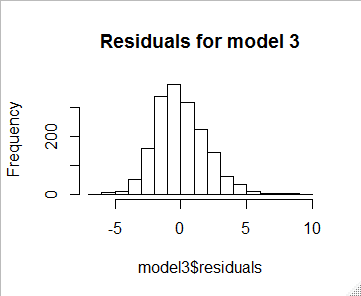 Residuals for model 3
Frequency
200
0
-5 0 5 10
model3$residuals